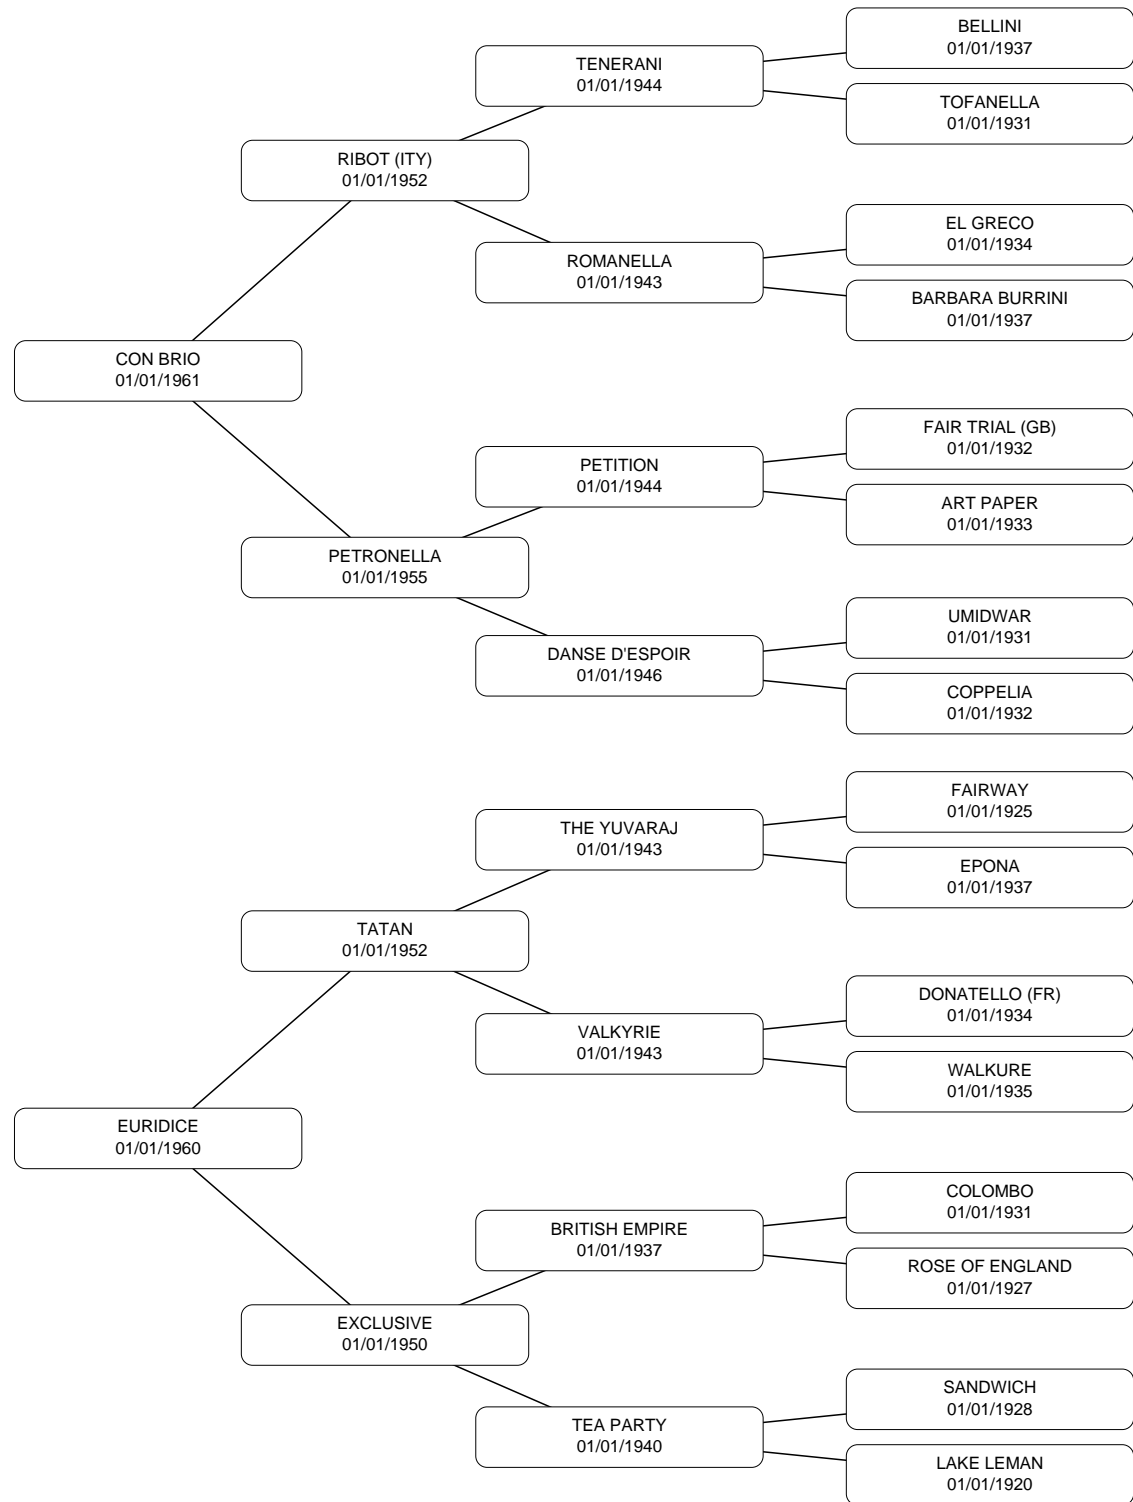 BELLINI
01/01/1937
TENERANI
01/01/1944
TOFANELLA
01/01/1931
RIBOT (ITY)
01/01/1952
EL GRECO
01/01/1934
ROMANELLA
01/01/1943
BARBARA BURRINI
01/01/1937
CON BRIO
01/01/1961
FAIR TRIAL (GB)
01/01/1932
PETITION
01/01/1944
ART PAPER
01/01/1933
PETRONELLA
01/01/1955
UMIDWAR
01/01/1931
DANSE D'ESPOIR
01/01/1946
COPPELIA
01/01/1932
FAIRWAY
01/01/1925
THE YUVARAJ
01/01/1943
EPONA
01/01/1937
TATAN
01/01/1952
DONATELLO (FR)
01/01/1934
VALKYRIE
01/01/1943
WALKURE
01/01/1935
EURIDICE
01/01/1960
COLOMBO
01/01/1931
BRITISH EMPIRE
01/01/1937
ROSE OF ENGLAND
01/01/1927
EXCLUSIVE
01/01/1950
SANDWICH
01/01/1928
TEA PARTY
01/01/1940
LAKE LEMAN
01/01/1920